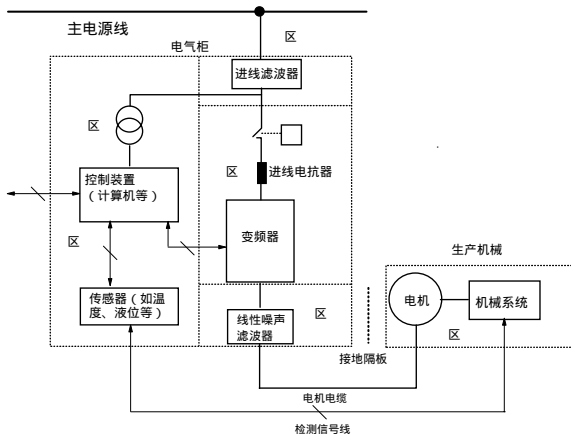 主电源线
区
电气柜
进线滤波器
区
区
进线电抗器
控制装置
（计算机等）
变频器
区
生产机械
传感器（如温
度、液位等）
线性噪声
滤波器
区
电机
机械系统
区
接地隔板
电机电缆
检测信号线